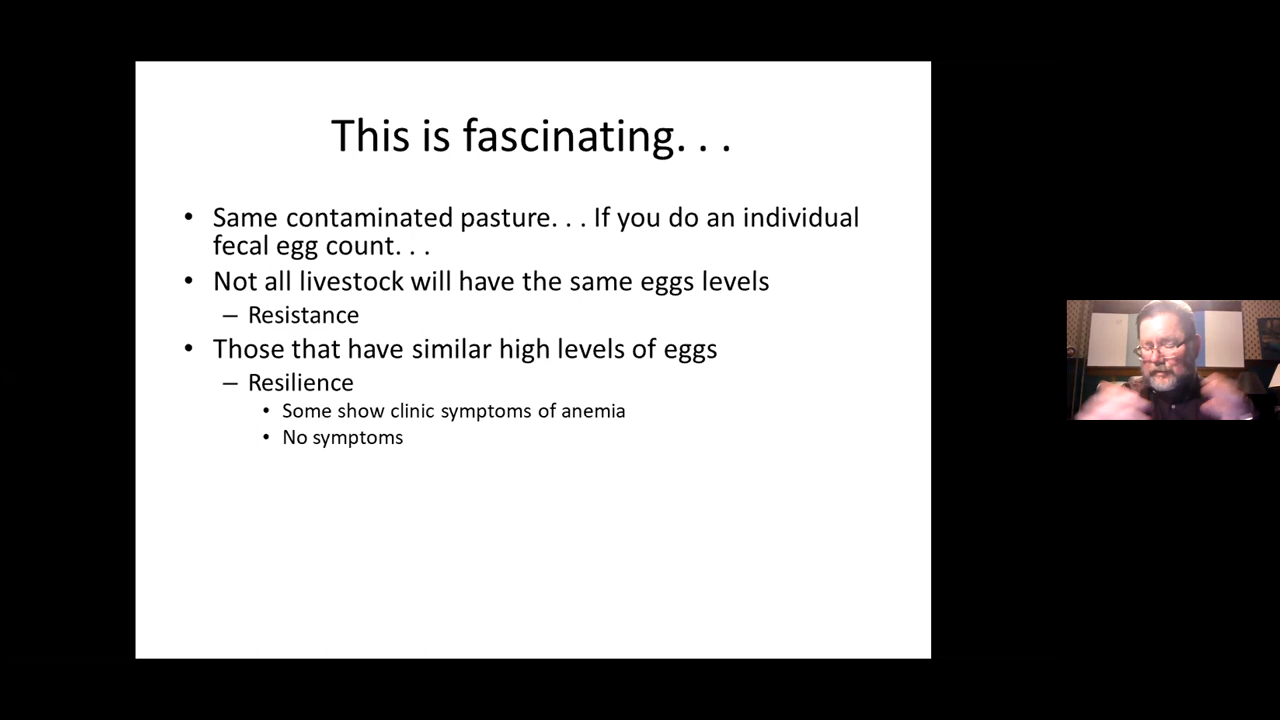 This is fascinating. . .
• Same contaminated pasture. . . If you do an individual
fecal egg count. . .
• Not all livestock will have the same eggs levels
– Resistance
• Those that have similar high levels of eggs
– Resilience
• Some show clinic symptoms of anemia
• No symptoms